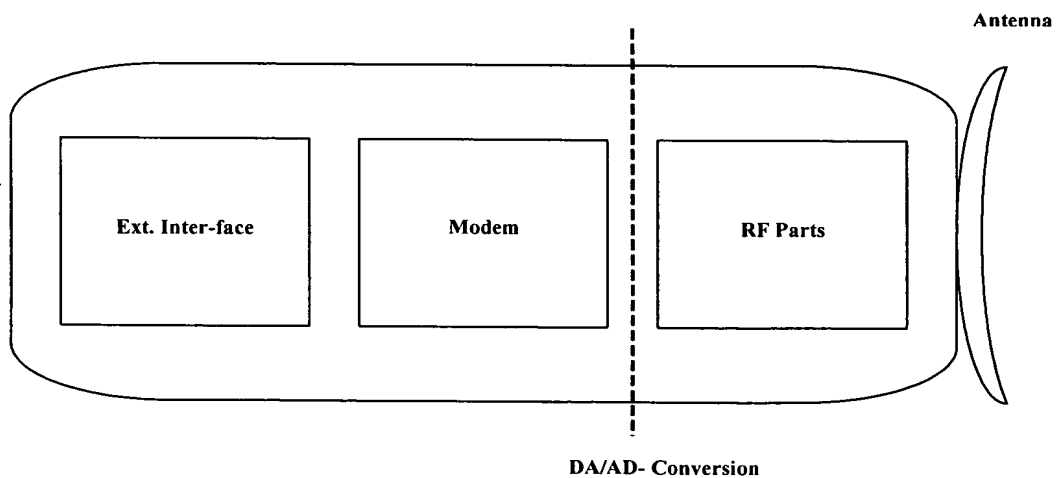 Antenna
Ext. Inter-face
Modem
RF Parts
DA/AD- Conversion